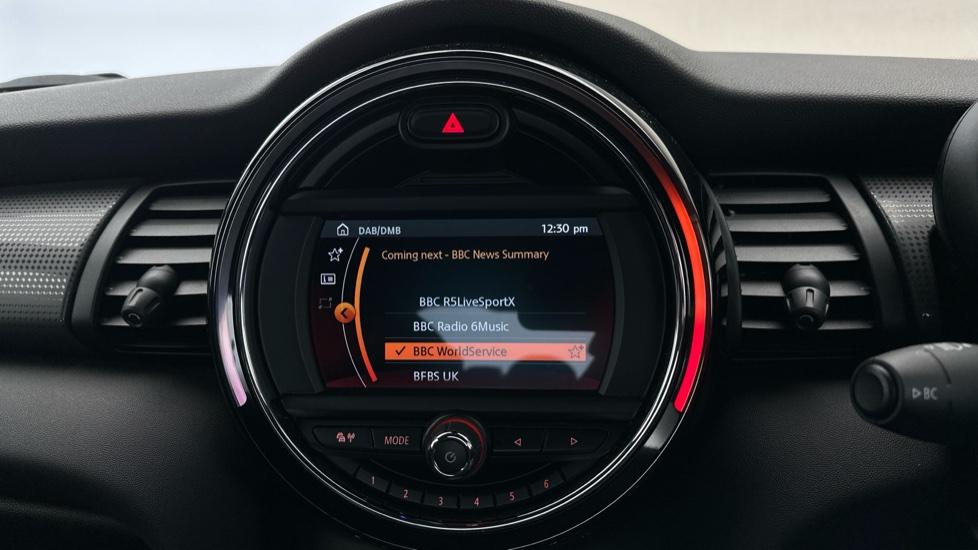 DAB/DMB 12:30 pm
Coming next - BBC News Summary
BBC R5LiveSportX
BBC Radio 6Music
BBC WorldService
BFBS UK
BC
MODE
1 2 3 4 5 6